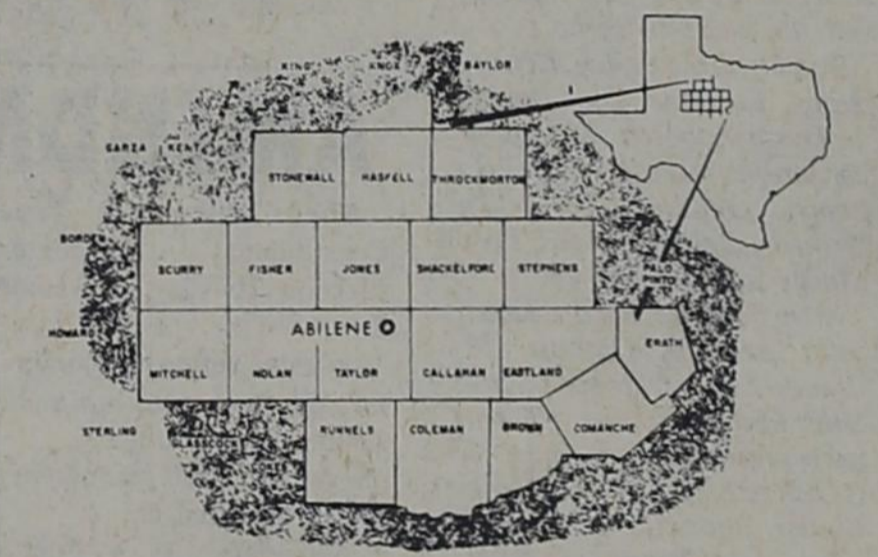 KING KNOX BAYLOR
GARZA KENT
STONEWALL HASKELL THROCKMORTON
BORDEN
SCURRY FISHER JONES SHACKELFORD STEPHENS
PALO
PINTO
HOWARD
ABILENE
ERATH
MITCHELL NOLAN TAYLOR CALLAHAN EASTLAND
STERLING
GLASSCOCK
RUNNELS COLEMAN BROWN COMANCHE